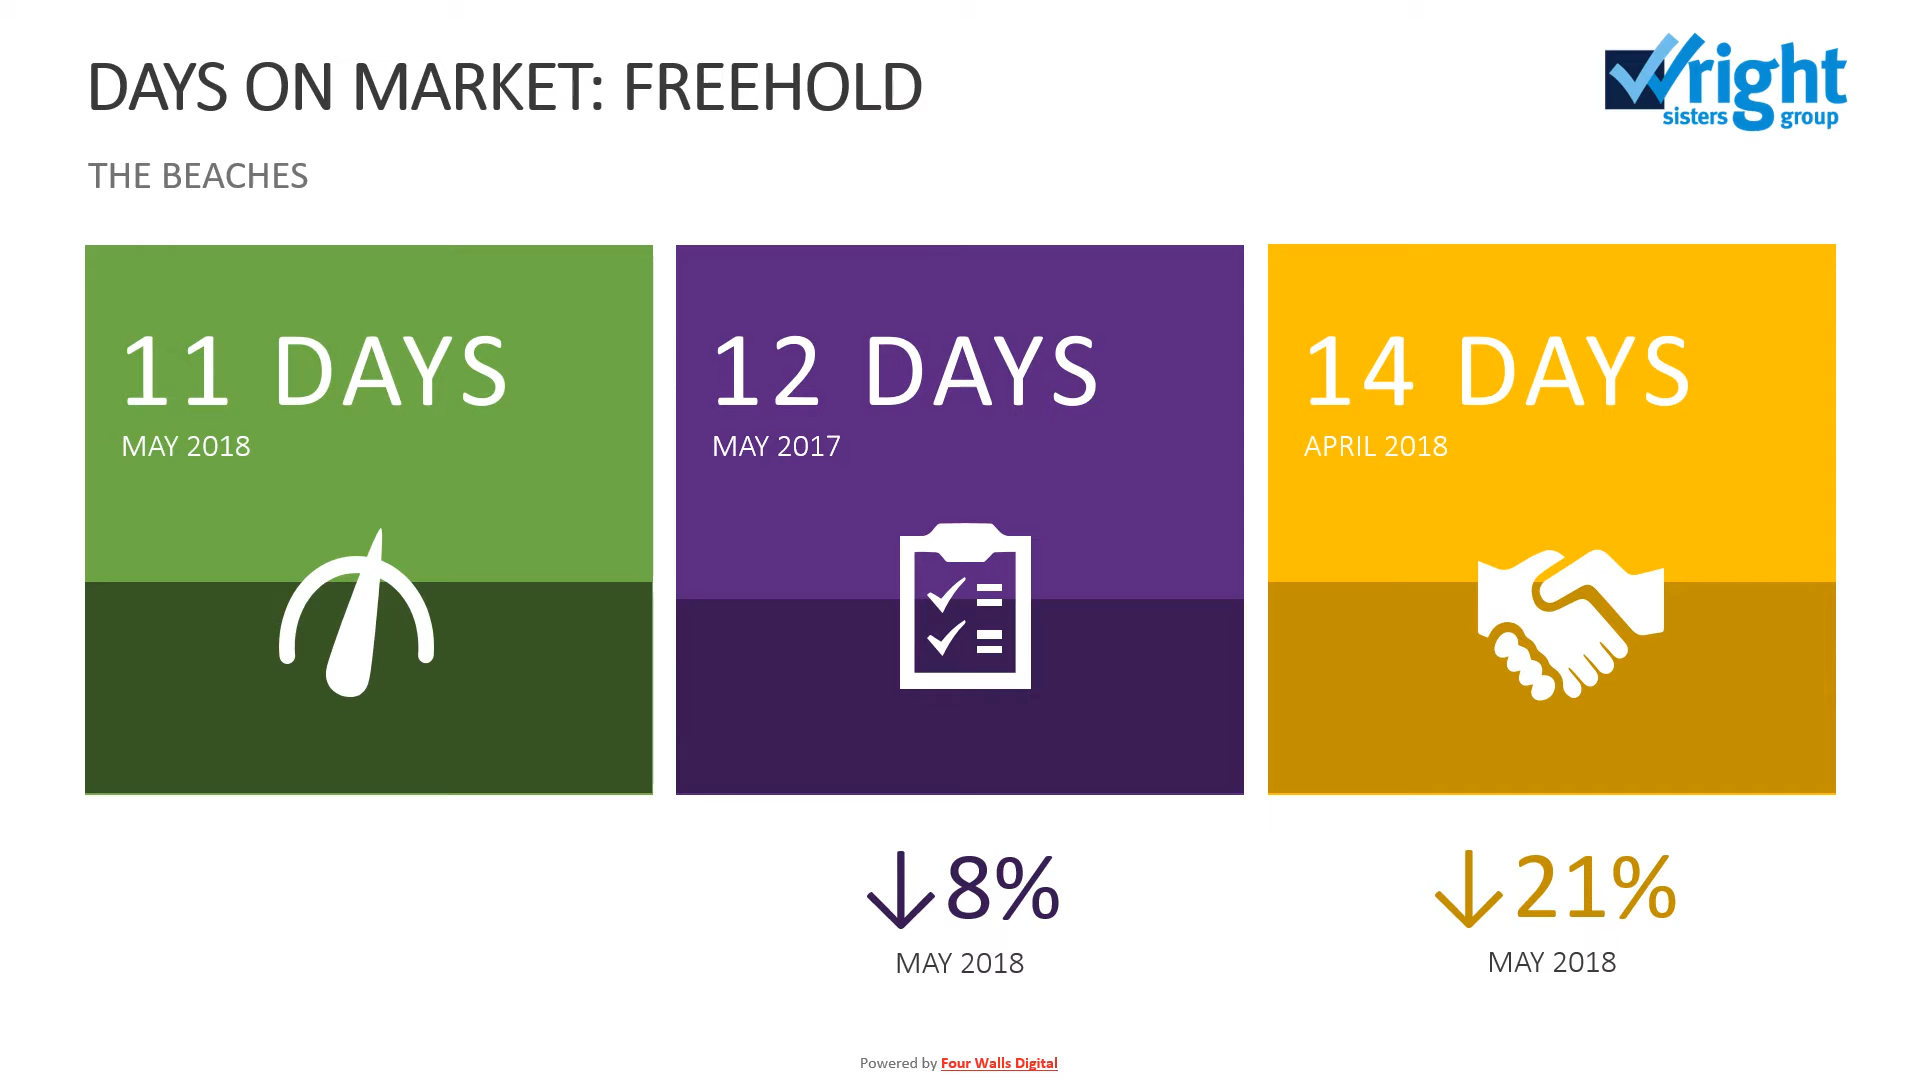 DAYS ON MARKET: FREEHOLD
Wright
sisters group
THE BEACHES
11 DAYS
MAY 2018
12 DAYS
MAY 2017
14 DAYS
APRIL 2018
↓8%
MAY 2018
↓21%
MAY 2018
Powered by Four Walls Digital